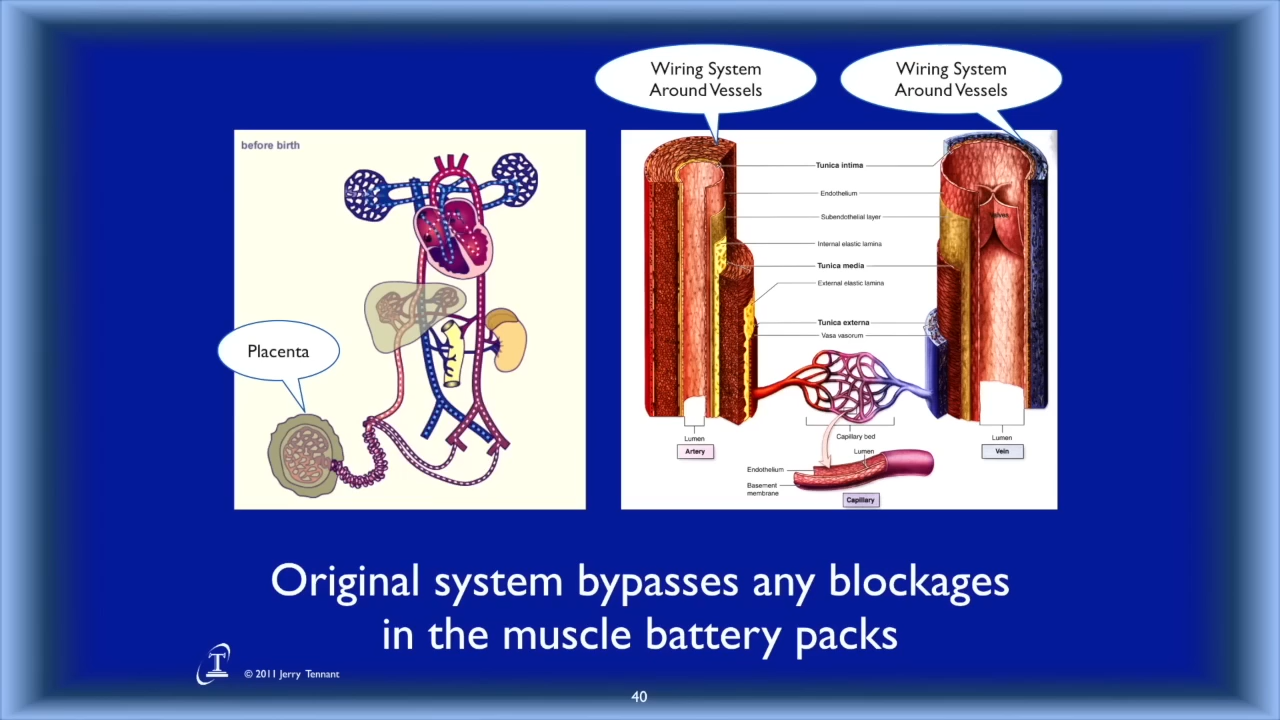 Wiring System
Around Vessels
Wiring System
Around Vessels
before birth
Placenta
Tunica intima
Endothelium
Subendothelial layer
Internal elastic lamina
Tunica media
External elastic lamina
Tunica externa
Vasa vasorum
Valves
Capillary bed
Lumen
Artery
Lumen
Vein
Lumen
Endothelium
Basement
membrane
Capillary
Original system bypasses any blockages
in the muscle battery packs
T
© 2011 Jerry Tennant
40